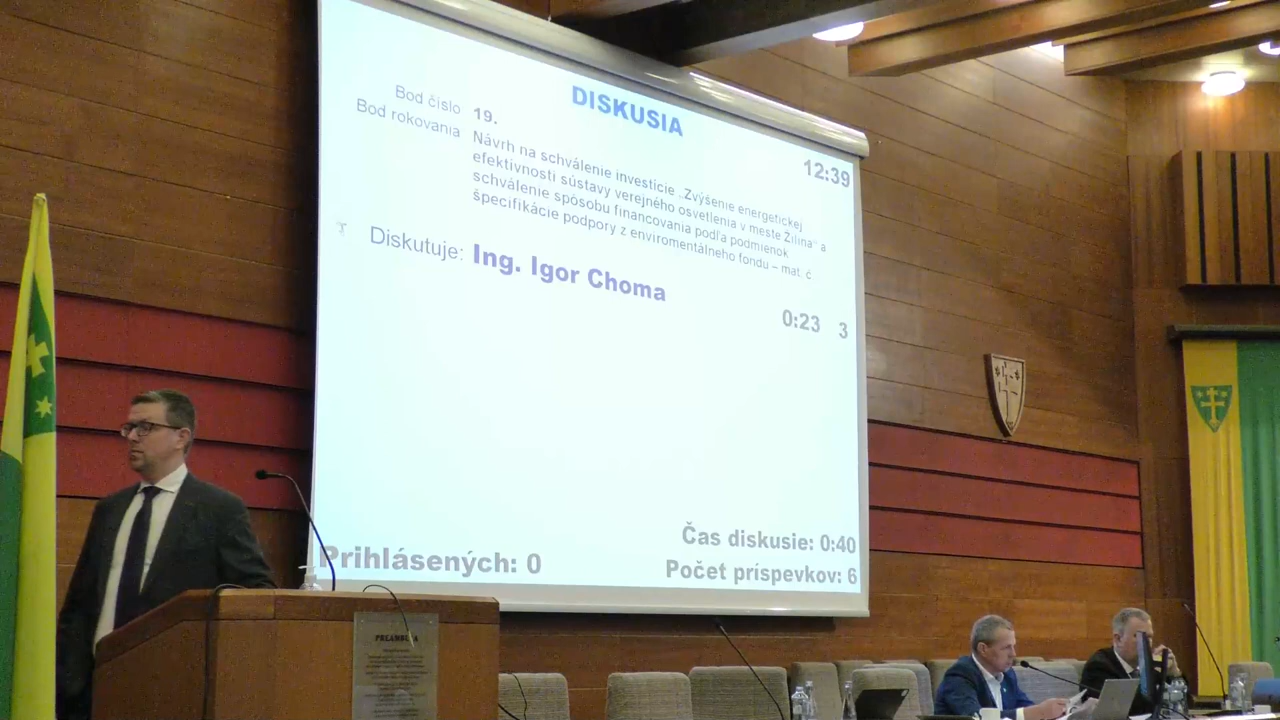 DISKUSIA
Bod číslo 19.
12:39
Bod rokovania Návrh na schválenie investície „Zvýšenie energetickej
efektívnosti sústavy verejného osvetlenia v meste Žilina“ a
schválenie spôsobu financovania podľa podmienok
špecifikácie podpory z enviromentálneho fondu – mat. č
Diskutuje: Ing. Igor Choma
0:23 3
Čas diskusie: 0:40
Prihlásených: 0
Počet príspevkov: 6
PREAMBULA